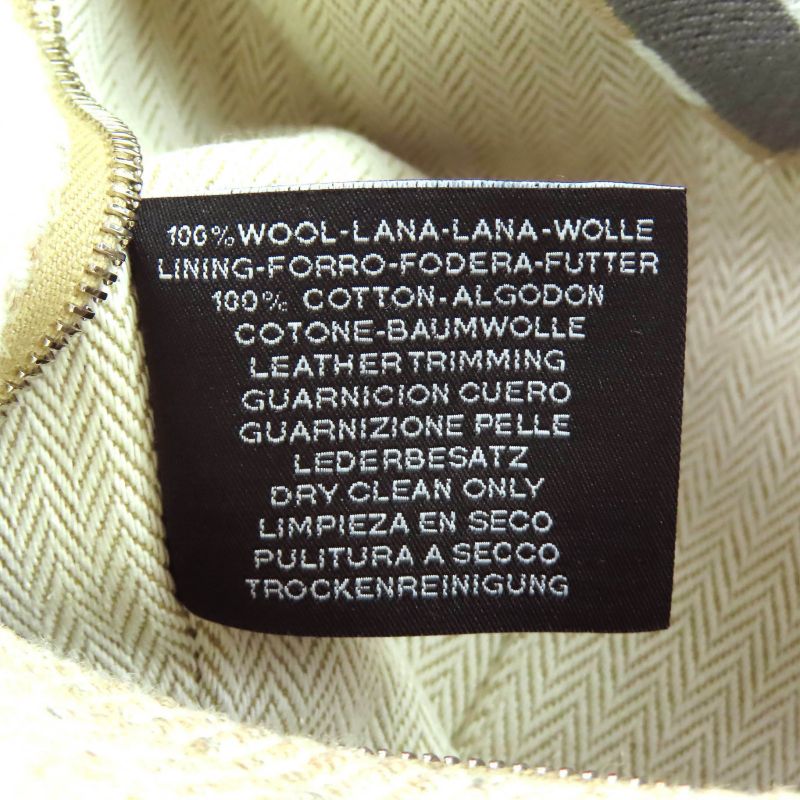 100% WOOL-LANA-LANA-WOLLE
LINING-FORRO-FODERA-FUTTER
100% COTTON-ALGODON
COTONE-BAUMWOLLE
LEATHER TRIMMING
GUARNICION CUERO
GUARNIZIONE PELLE
LEDERBESATZ
DRY CLEAN ONLY
LIMPIEZA EN SECO
PULITURA A SECCO
TROCKENREINIGUNG